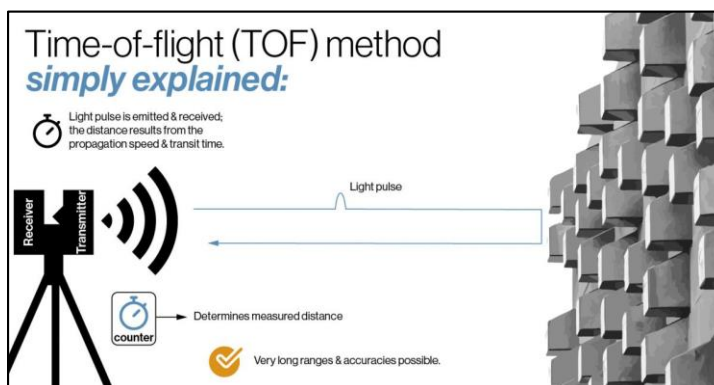 Time-of-flight (TOF) method
simply explained:
Light pulse is emitted & received;
the distance results from the
propagation speed & transit time.
Light pulse
Receiver
Transmitter
counter
Determines measured distance
Very long ranges & accuracies possible.